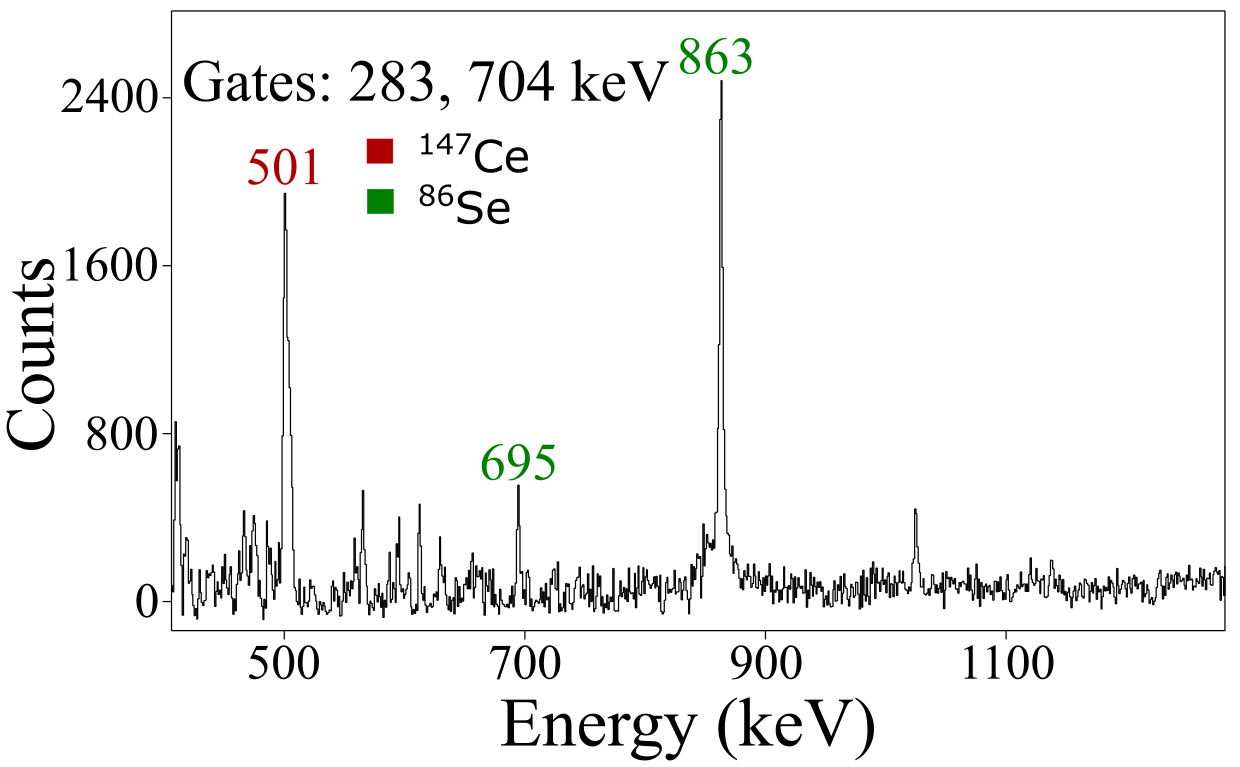 863
Gates: 283, 704 keV
2400
501
¹⁴⁷Ce
⁸⁶Se
1600
Counts
800
695
0
500 700 900 1100
Energy (keV)